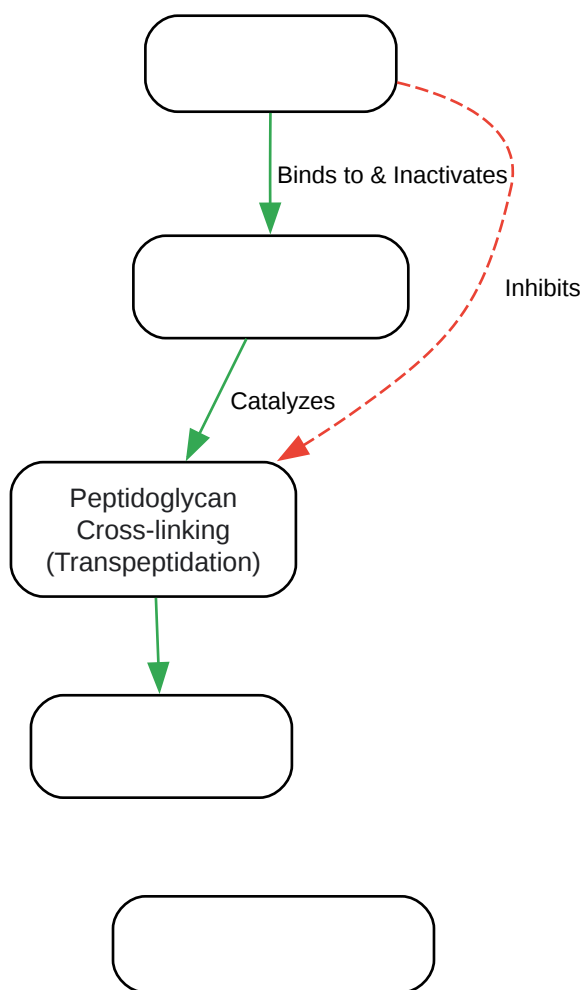 Binds to & Inactivates
Inhibits
Catalyzes
Peptidoglycan
Cross-linking
(Transpeptidation)